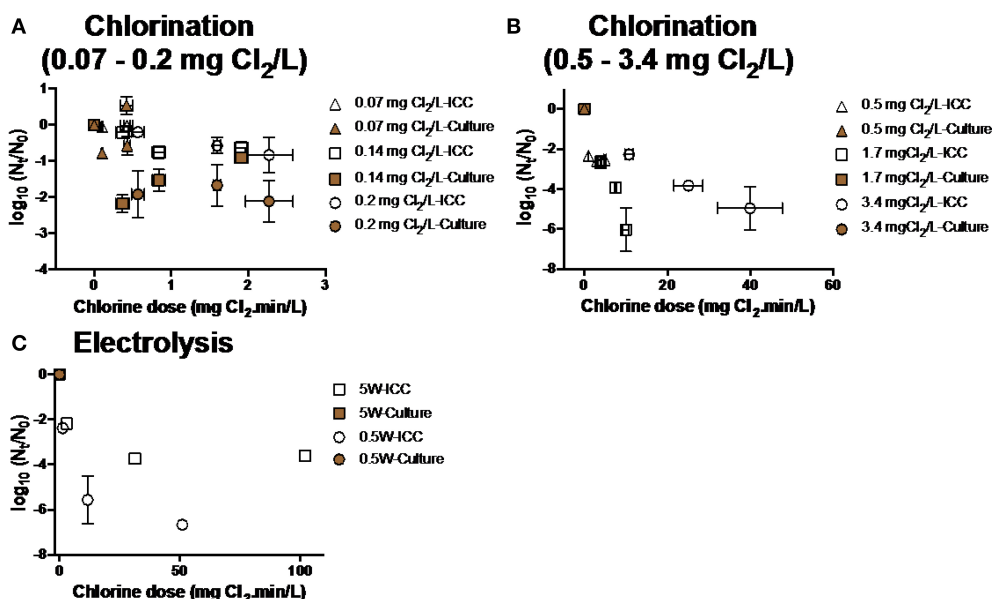 A
Chlorination
(0.07 - 0.2 mg Cl2/L)
1
0
-1
-2
-3
-4
log10 (Nt/N0)
0 1 2 3
Chlorine dose (mg Cl2.min/L)
0.07 mg Cl2/L-ICC
0.07 mg Cl2/L-Culture
0.14 mg Cl2/L-ICC
0.14 mg Cl2/L-Culture
0.2 mg Cl2/L-ICC
0.2 mg Cl2/L-Culture
B
Chlorination
(0.5 - 3.4 mg Cl2/L)
0
-2
-4
-6
-8
log10 (Nt/N0)
0 20 40 60
Chlorine dose (mg Cl2.min/L)
0.5 mg Cl2/L-ICC
0.5 mg Cl2/L-Culture
1.7 mgCl2/L-ICC
1.7 mgCl2/L-Culture
3.4 mgCl2/L-ICC
3.4 mgCl2/L-Culture
C
Electrolysis
0
-2
-4
-6
-8
log10 (Nt/N0)
0 50 100
Chlorine dose (mg Cl2.min/L)
5W-ICC
5W-Culture
0.5W-ICC
0.5W-Culture